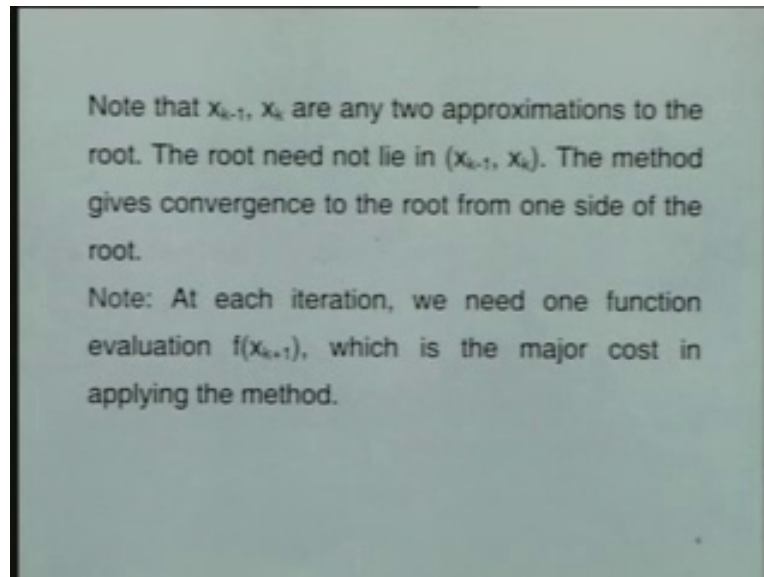 Note that xₖ₋₁, xₖ are any two approximations to the
root. The root need not lie in (xₖ₋₁, xₖ). The method
gives convergence to the root from one side of the
root.
Note: At each iteration, we need one function
evaluation f(xₖ₊₁), which is the major cost in
applying the method.